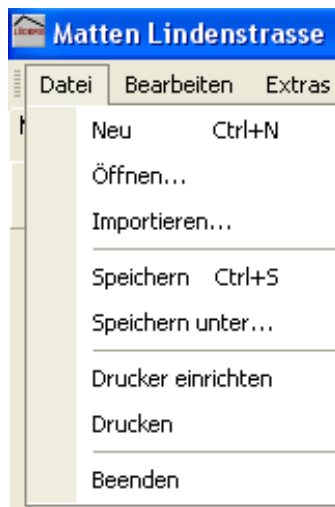 Matten Lindenstrasse
Datei Bearbeiten Extras
Neu Ctrl+N
Öffnen...
Importieren...
Speichern Ctrl+S
Speichern unter...
Drucker einrichten
Drucken
Beenden